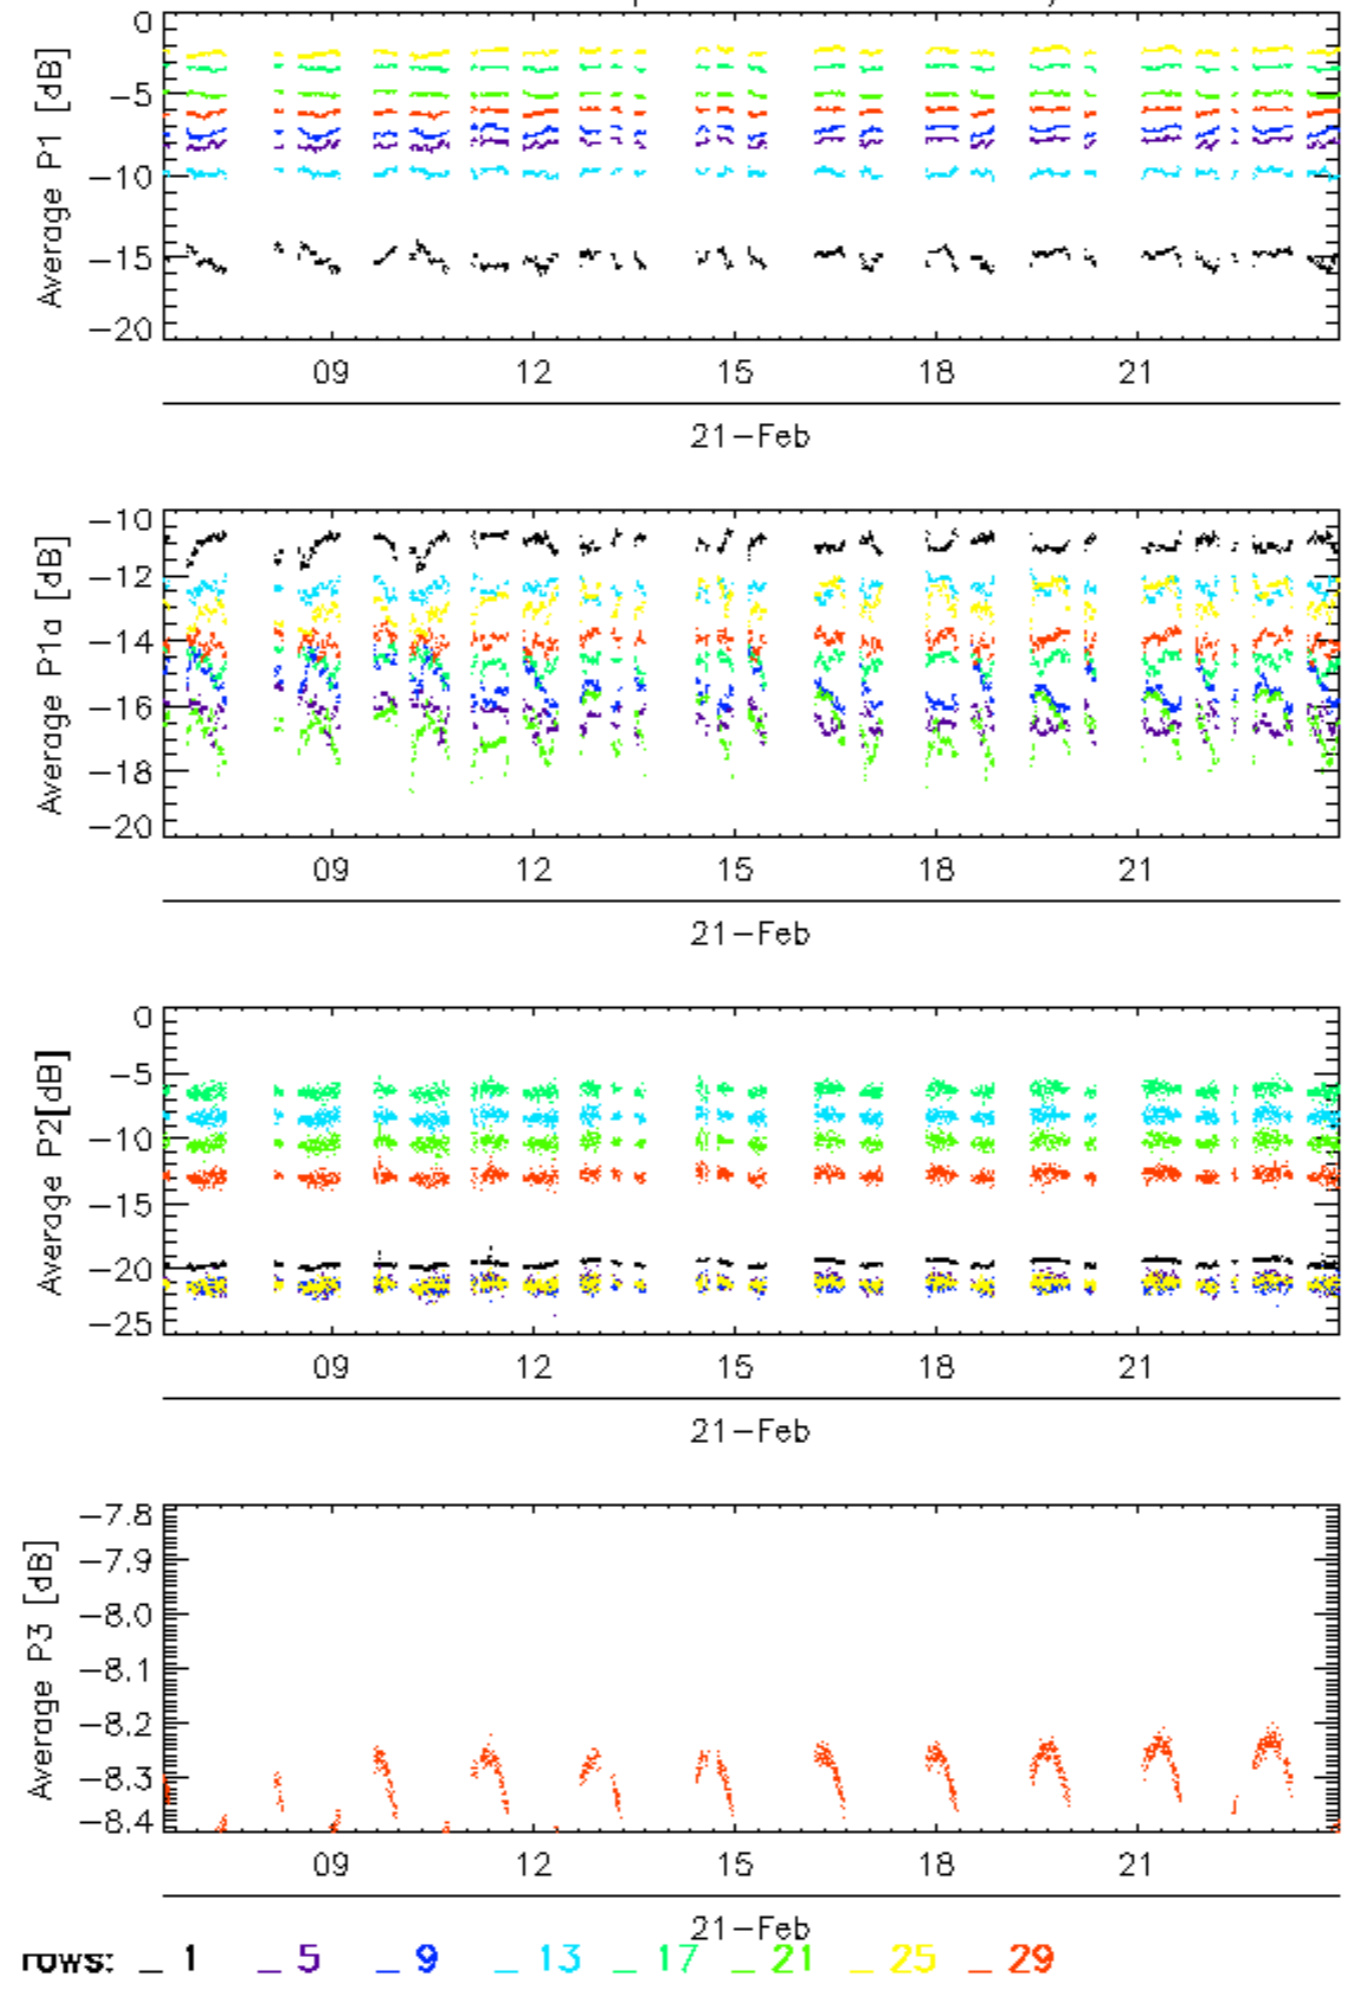 0
−5
−10
−15
−20
Average P1 [dB]
09 12 15 18 21
21−Feb
−10
−12
−14
−16
−18
−20
Average P1a [dB]
09 12 15 18 21
21−Feb
0
−5
−10
−15
−20
−25
Average P2[dB]
09 12 15 18 21
21−Feb
−7.8
−7.9
−8.0
−8.1
−8.2
−8.3
−8.4
Average P3 [dB]
09 12 15 18 21
21−Feb
rows: _ 1 _ 5 _ 9 _ 13 _ 17 _ 21 _ 25 _ 29